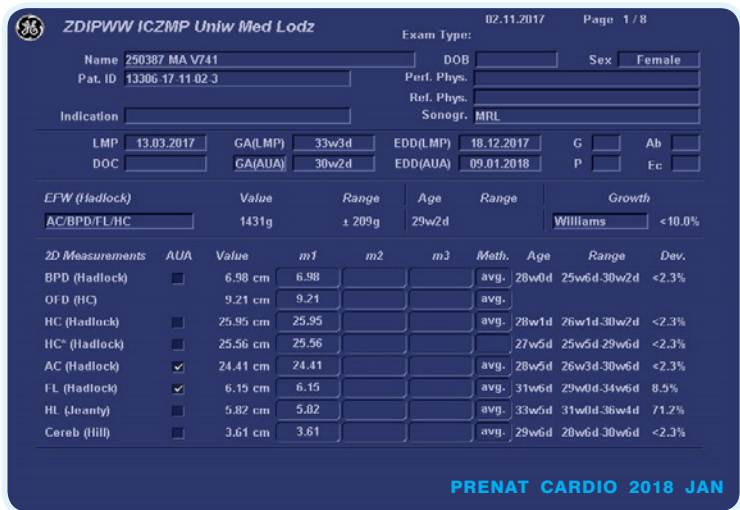 ZDIPWW ICZMP Uniw Med Lodz 02.11.2017 Page 1/8
Exam Type:
Name 250387 MA V741 DOB Sex Female
Pat. ID 13306-17-11-02-3 Perf. Phys.
Ref. Phys.
Indication Sonogr. MRL
LMP 13.03.2017 GA(LMP) 33w3d EDD(LMP) 18.12.2017 G Ab
DOC GA(AUA) 30w2d EDD(AUA) 09.01.2018 P Ec
EFW (Hadlock) Value Range Age Range Growth
AC/BPD/FL/HC 1431g ± 209g 29w2d Williams <10.0%
2D Measurements AUA Value m1 m2 m3 Meth. Age Range Dev.
BPD (Hadlock) 6.98 cm 6.98 avg. 28w0d 25w6d-30w2d <2.3%
OFD (HC) 9.21 cm 9.21 avg.
HC (Hadlock) 25.95 cm 25.95 avg. 28w1d 26w1d-30w2d <2.3%
HC* (Hadlock) 25.56 cm 25.56 27w5d 25w5d-29w6d <2.3%
AC (Hadlock) 24.41 cm 24.41 avg. 28w5d 26w3d-30w6d <2.3%
FL (Hadlock) 6.15 cm 6.15 avg. 31w6d 29w0d-34w6d 8.5%
HL (Jeanty) 5.82 cm 5.82 avg. 33w5d 31w0d-36w4d 71.2%
Cereb (Hill) 3.61 cm 3.61 avg. 29w6d 28w6d-30w6d <2.3%
PRENAT CARDIO 2018 JAN